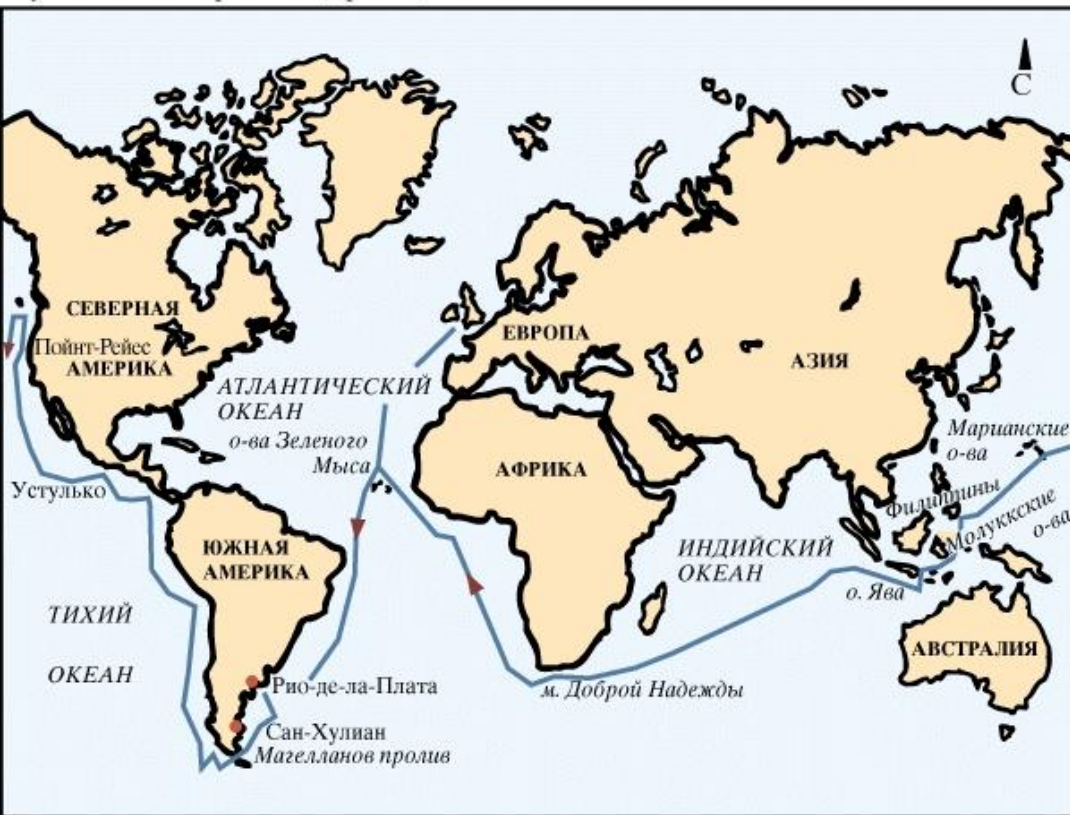 С
СЕВЕРНАЯ
Пойнт-Рейес
АМЕРИКА
ЕВРОПА
АЗИЯ
АТЛАНТИЧЕСКИЙ
ОКЕАН
о-ва Зеленого
Мыса
АФРИКА
Марианские
о-ва
Устулько
Филиппины
Молуккские
о-ва
ЮЖНАЯ
АМЕРИКА
ИНДИЙСКИЙ
ОКЕАН
о. Ява
ТИХИЙ
ОКЕАН
АВСТРАЛИЯ
Рио-де-ла-Плата
м. Доброй Надежды
Сан-Хулиан
Магелланов пролив